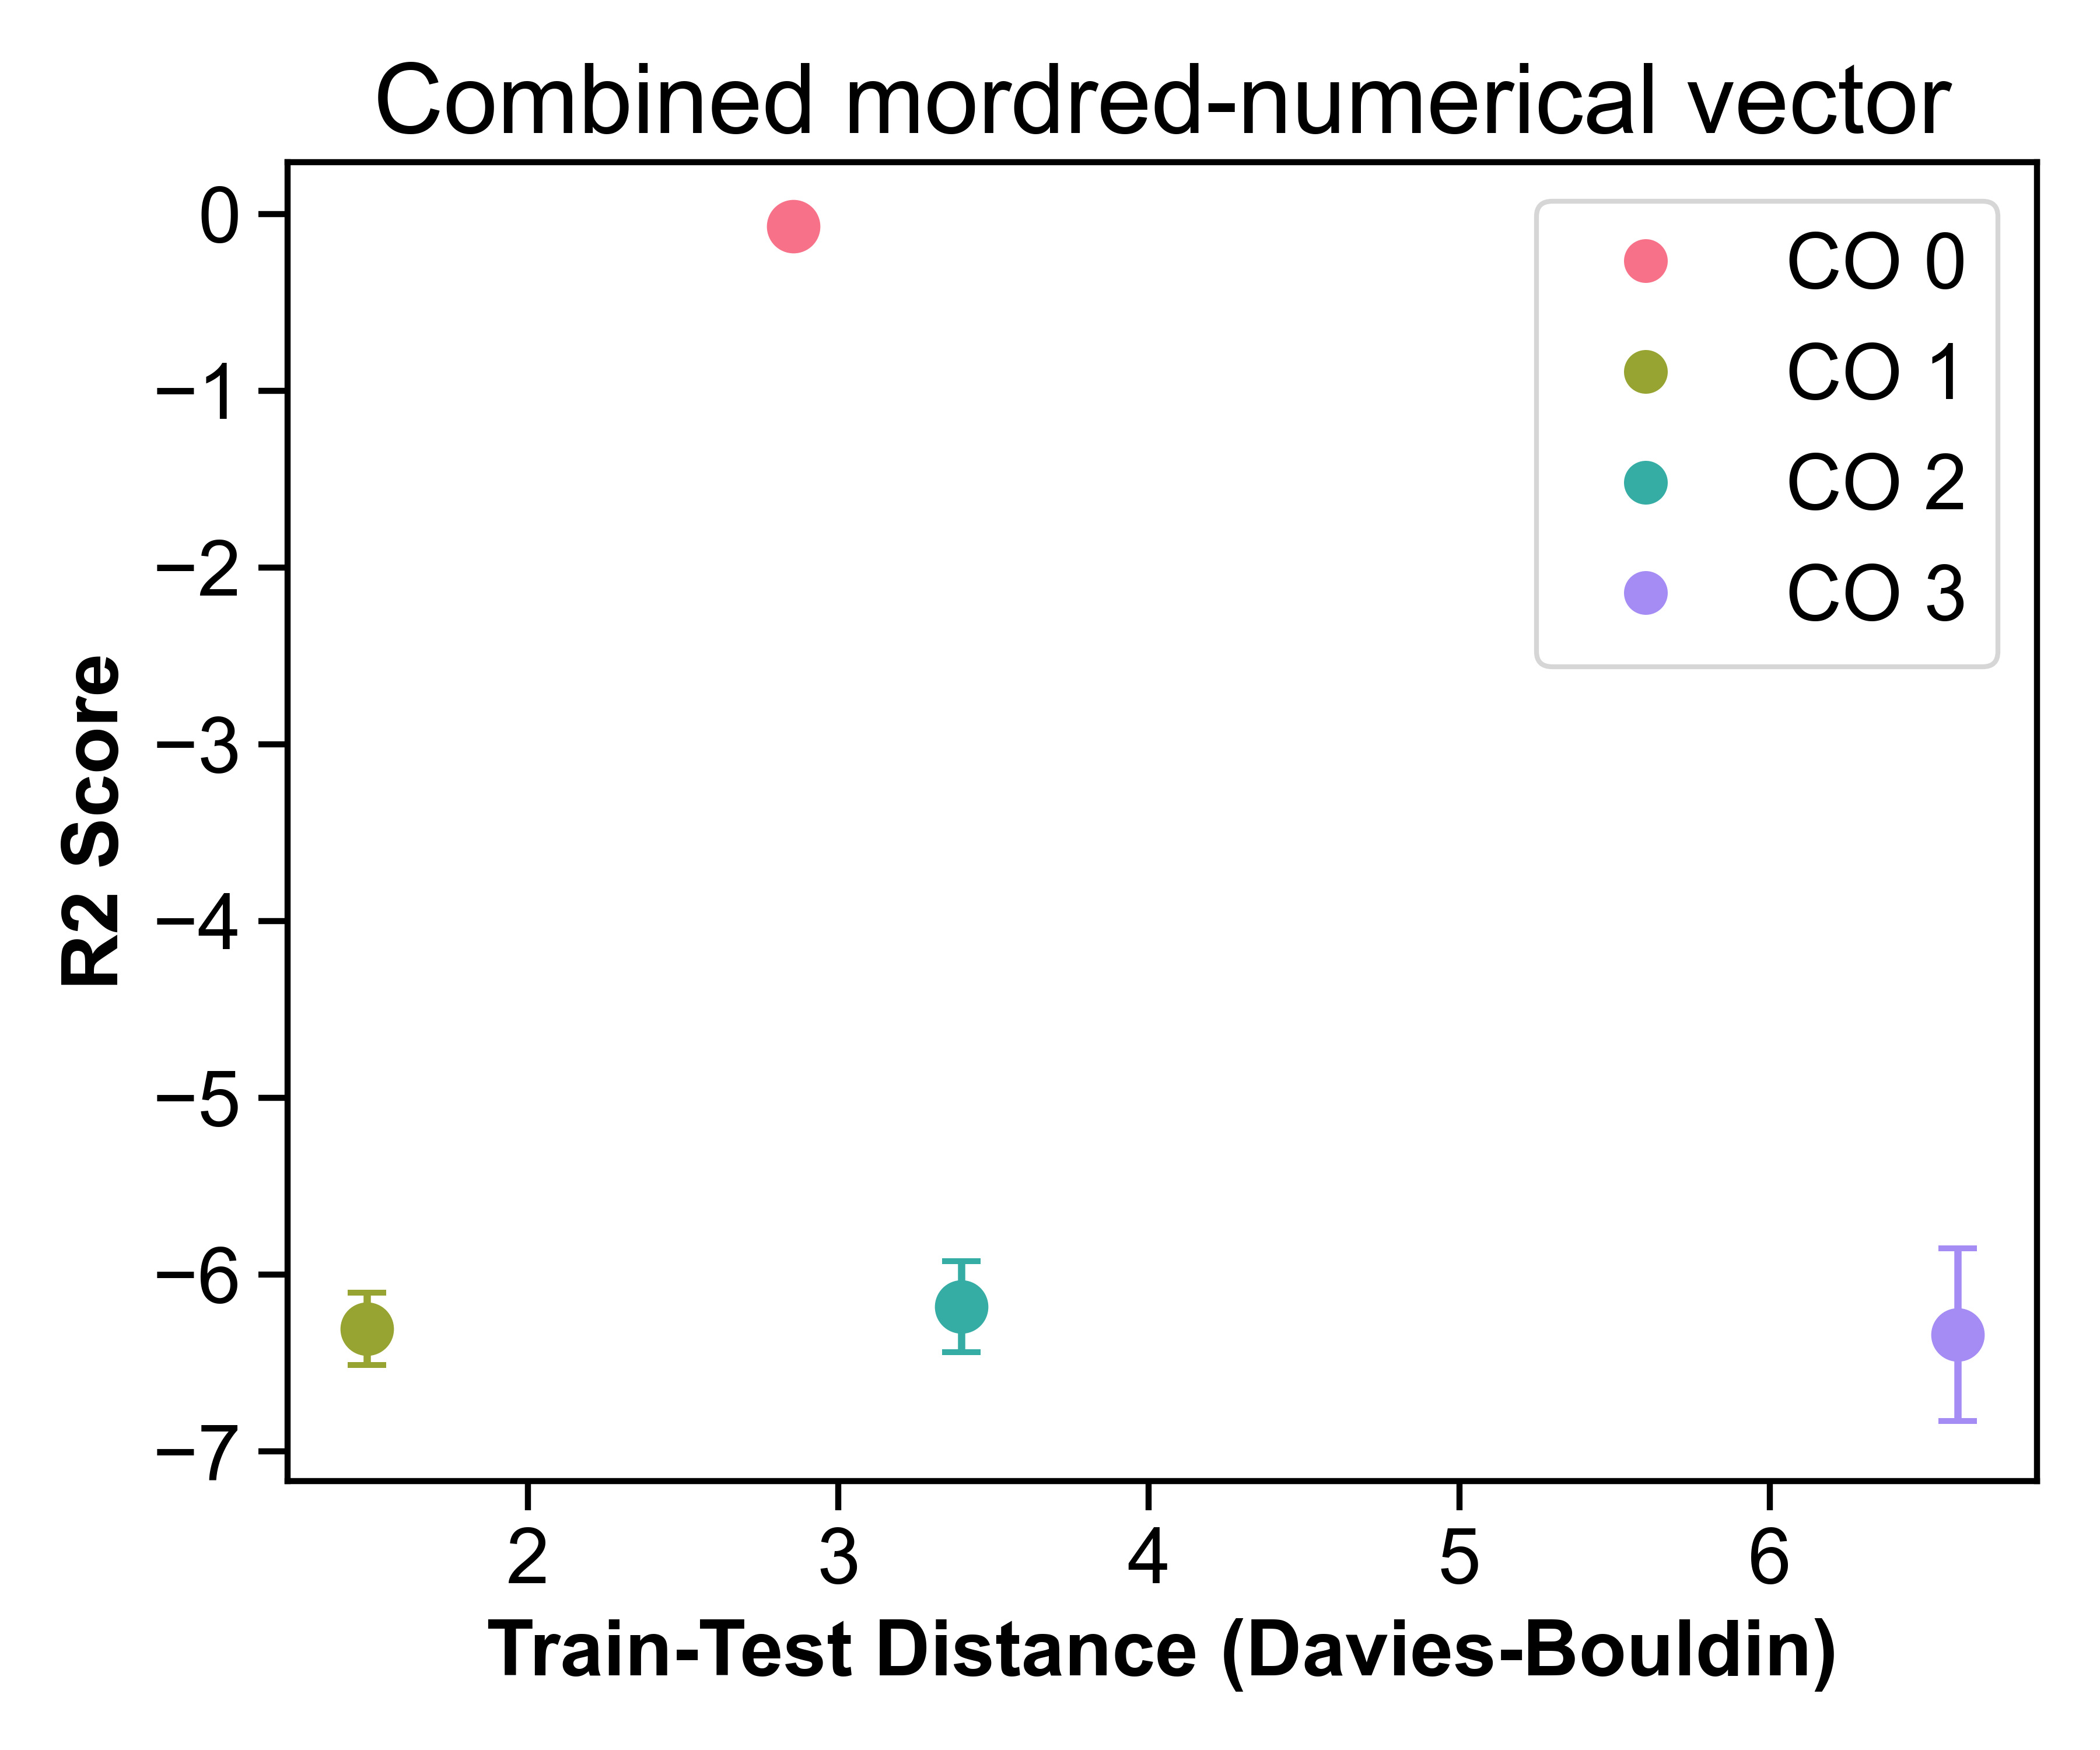 Combined mordred-numerical vector
0
−1
−2
−3
−4
−5
−6
−7
R2 Score
CO 0
CO 1
CO 2
CO 3
2 3 4 5 6
Train-Test Distance (Davies-Bouldin)